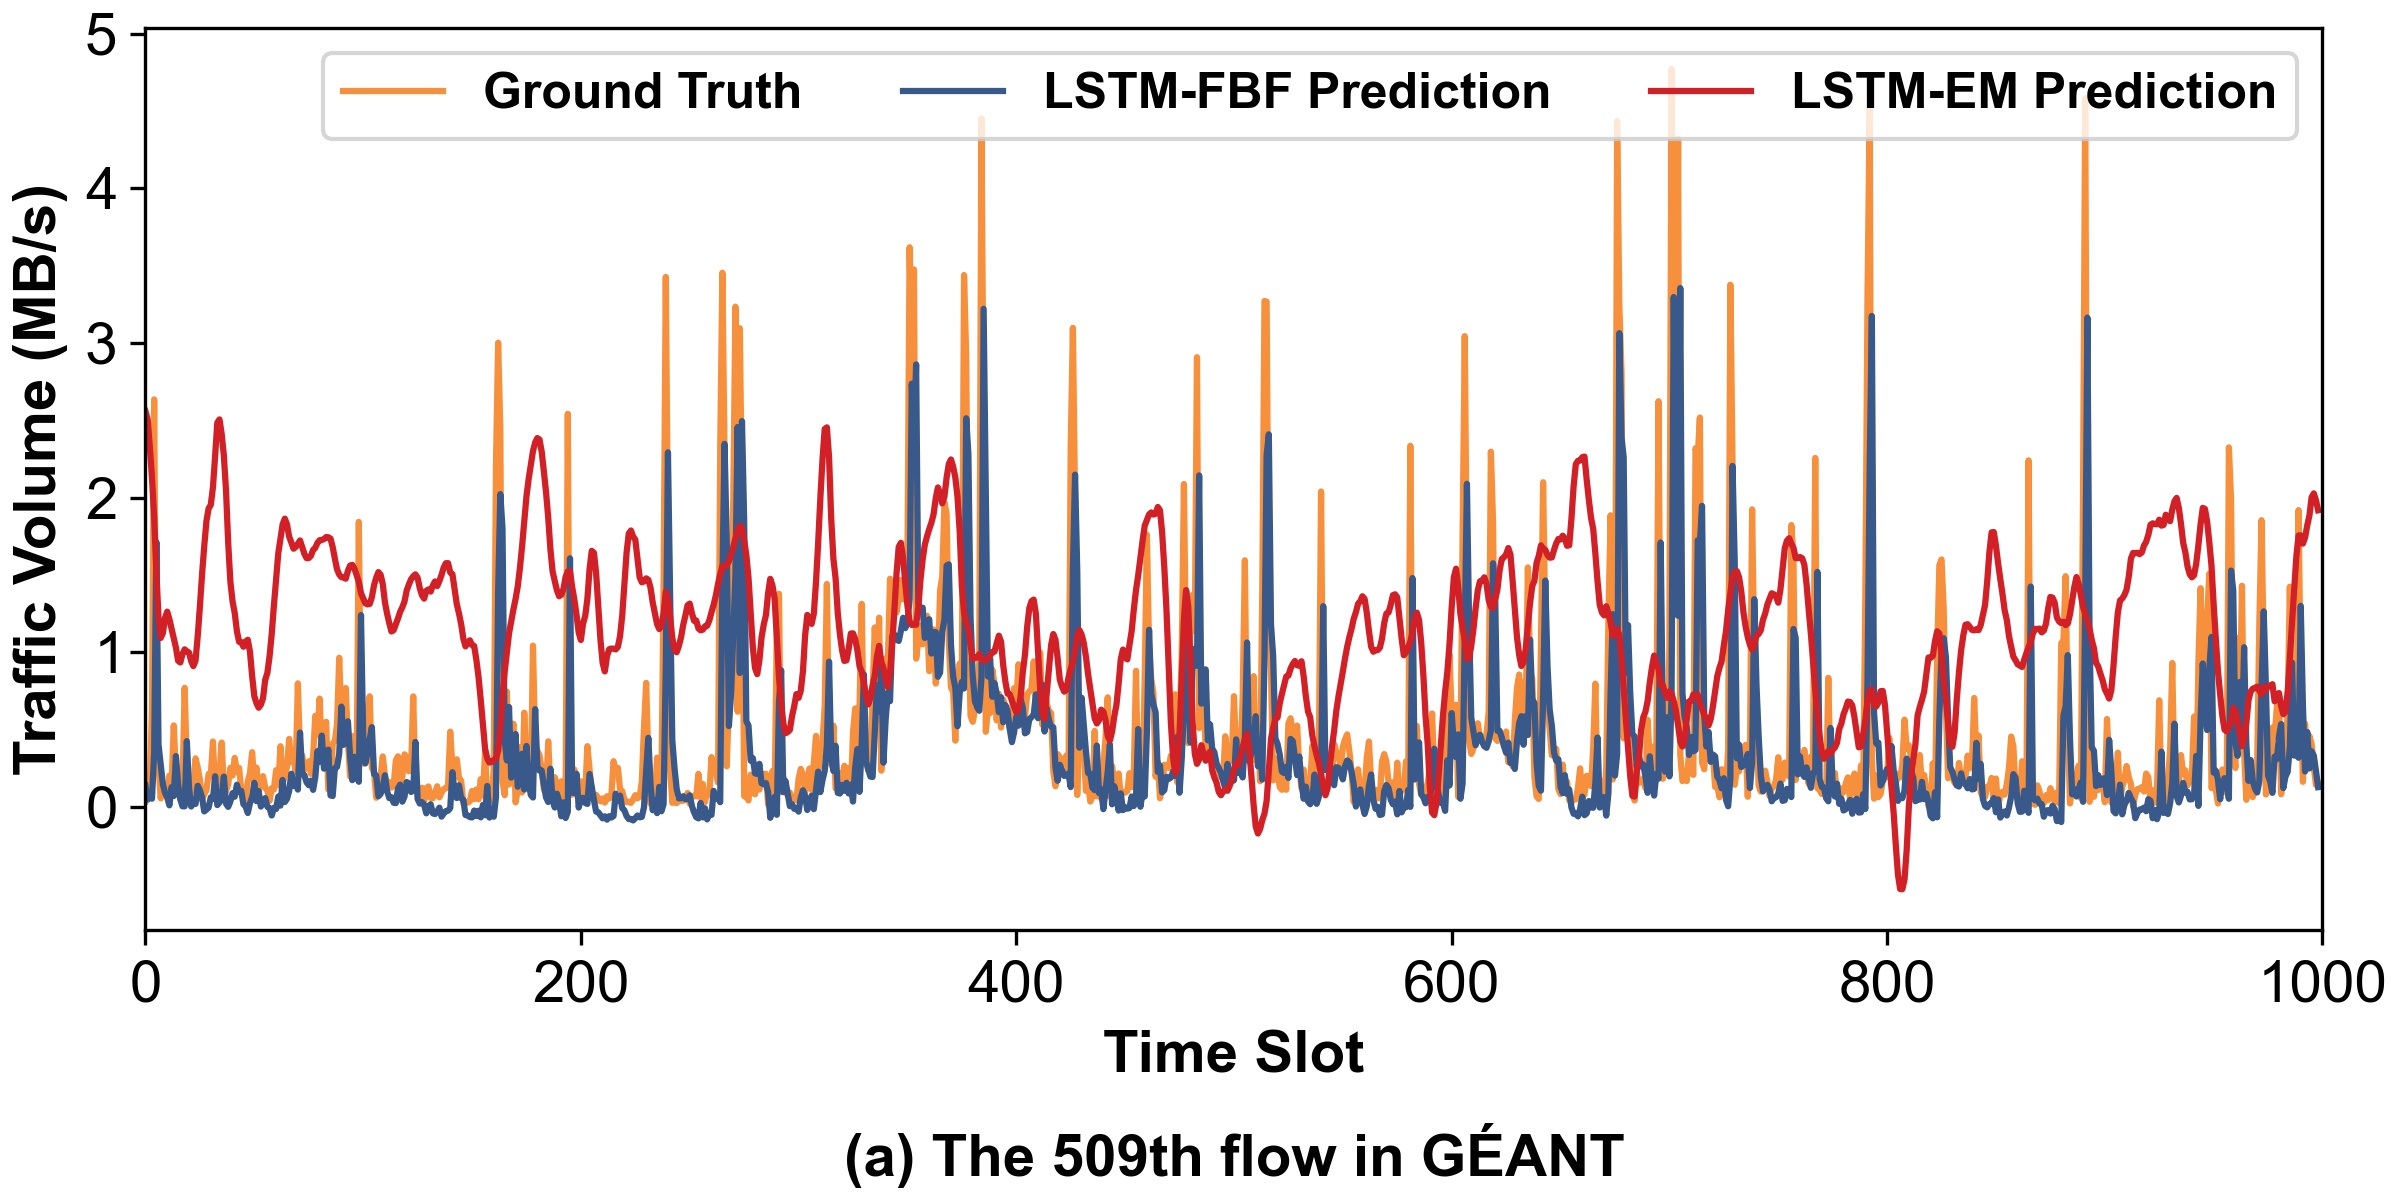 5
4
3
2
1
0
Traffic Volume (MB/s)
Ground Truth LSTM-FBF Prediction LSTM-EM Prediction
0 200 400 600 800 1000
Time Slot
(a) The 509th flow in GÉANT